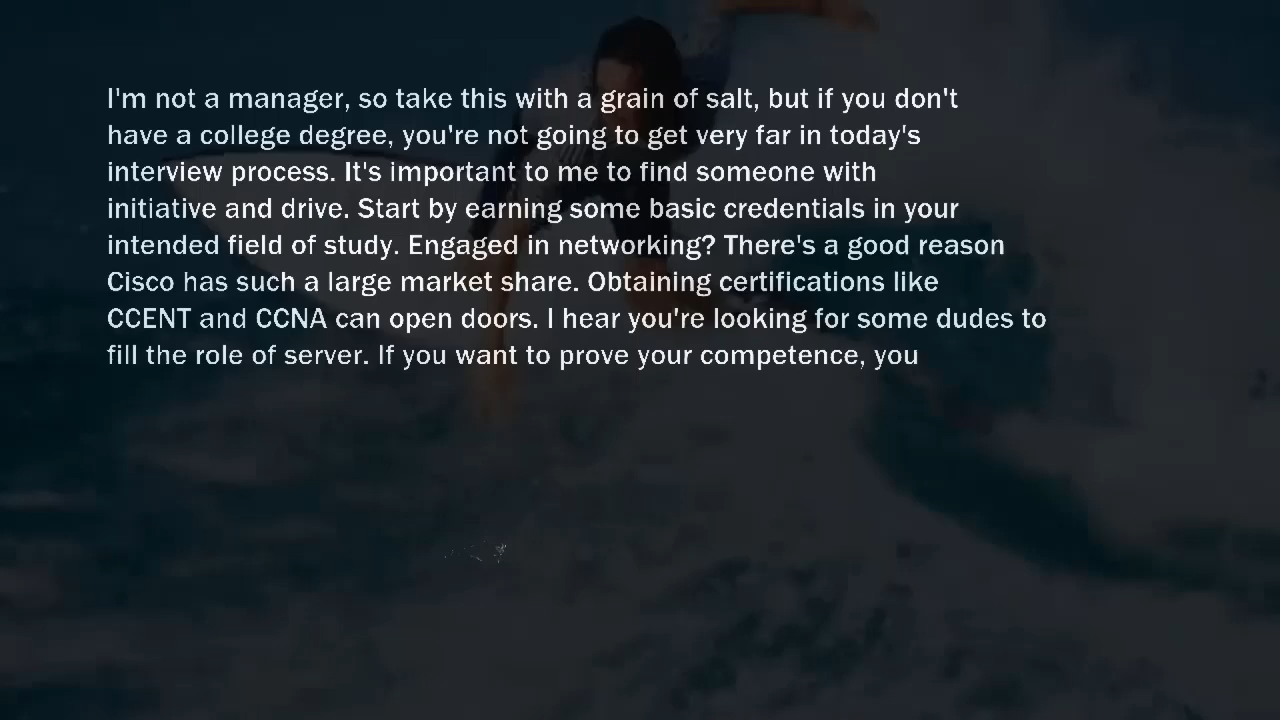 I'm not a manager, so take this with a grain of salt, but if you don't
have a college degree, you're not going to get very far in today's
interview process. It's important to me to find someone with
initiative and drive. Start by earning some basic credentials in your
intended field of study. Engaged in networking? There's a good reason
Cisco has such a large market share. Obtaining certifications like
CCENT and CCNA can open doors. I hear you're looking for some dudes to
fill the role of server. If you want to prove your competence, you